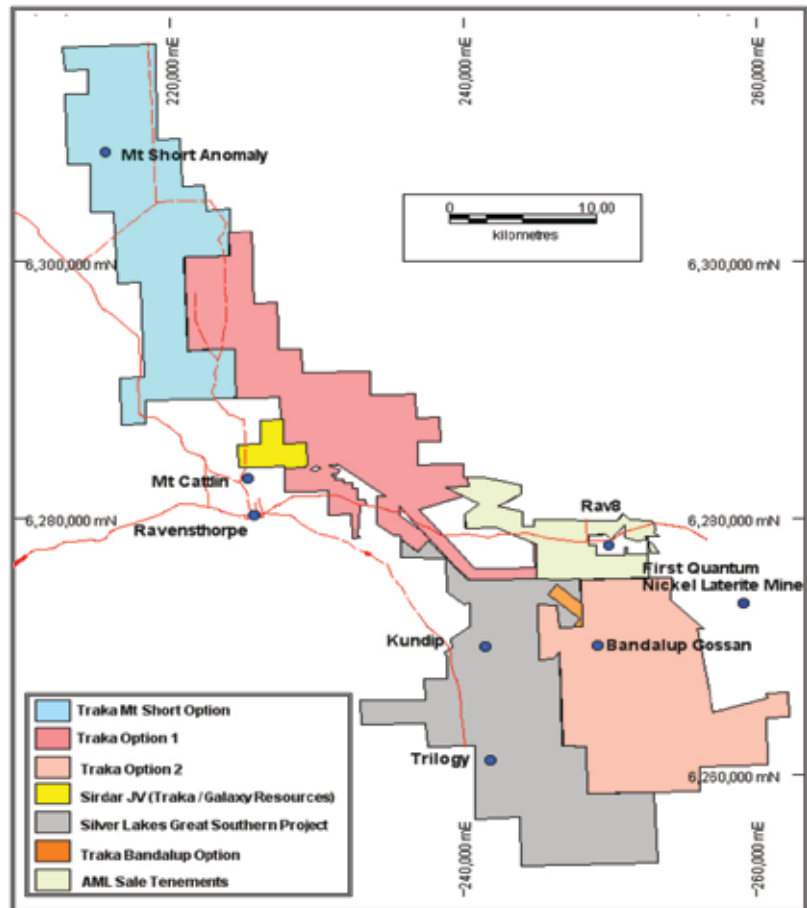 220,000 mE
240,000 mE
260,000 mE
Mt Short Anomaly
0 10,00
kilometres
6,300,000 mN
6,300,000 mN
Mt Cattlin
Rav8
6,280,000 mN
6,280,000 mN
Ravensthorpe
First Quantum
Nickel Laterite Mine
Kundip
Bandalup Gossan
Trilogy
6,260,000 mN
Traka Mt Short Option
Traka Option 1
Traka Option 2
Sirdar JV (Traka / Galaxy Resources)
Silver Lakes Great Southern Project
Traka Bandalup Option
AML Sale Tenements
240,000 mE
260,000 mE